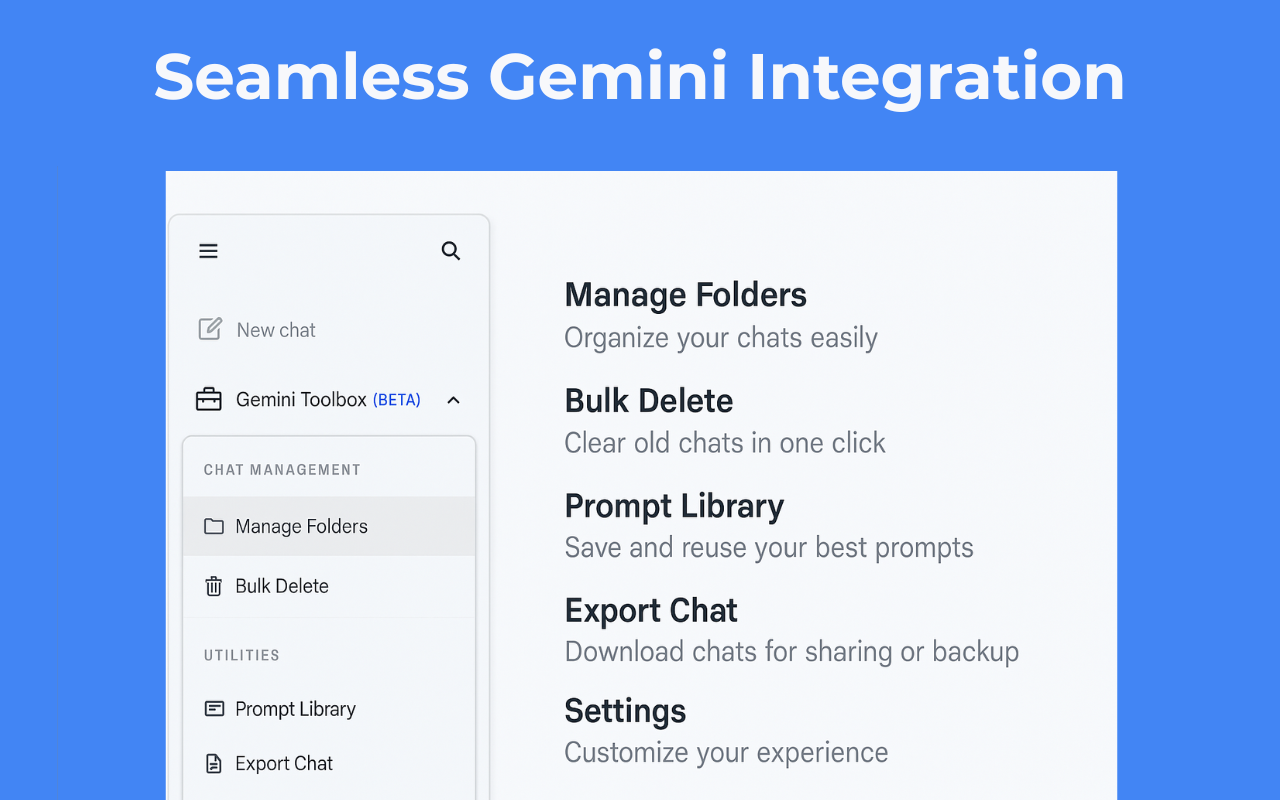 Seamless Gemini Integration
New chat
Gemini Toolbox (BETA)
CHAT MANAGEMENT
Manage Folders
Bulk Delete
UTILITIES
Prompt Library
Export Chat
Manage Folders
Organize your chats easily
Bulk Delete
Clear old chats in one click
Prompt Library
Save and reuse your best prompts
Export Chat
Download chats for sharing or backup
Settings
Customize your experience